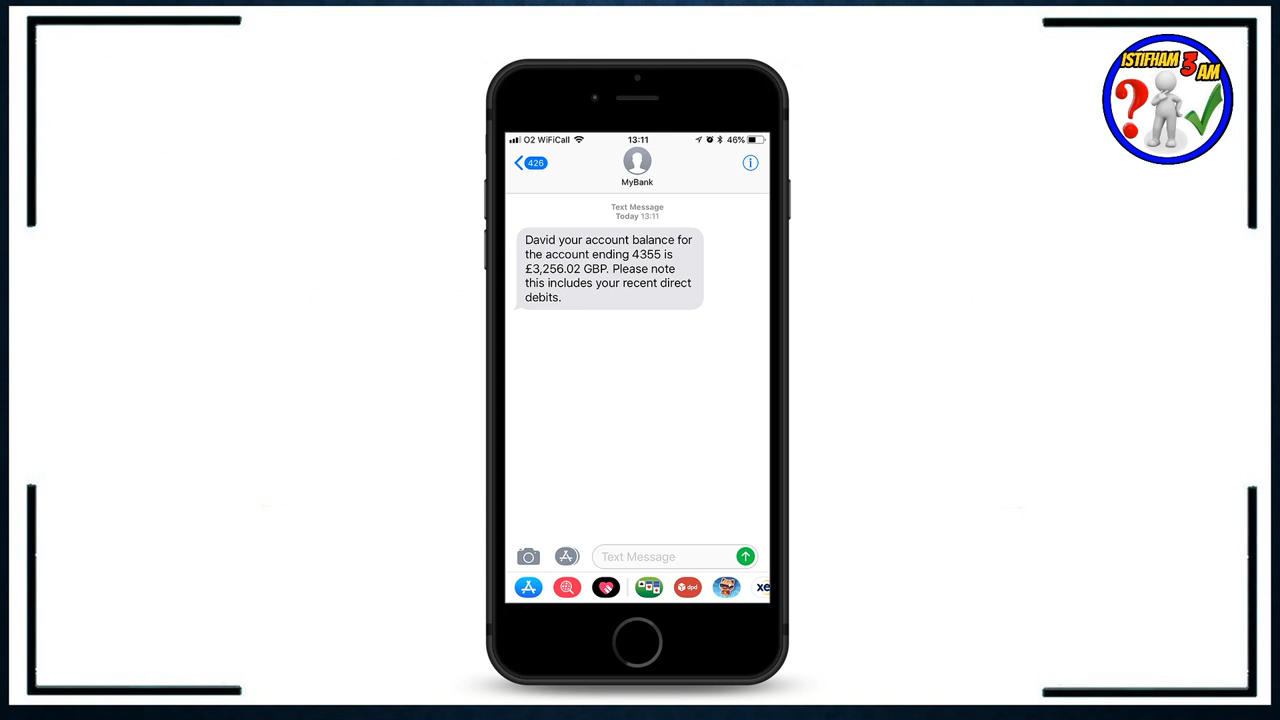 ISTIFHAM 3 AM
O2 WiFiCall 13:11 46%
426
MyBank
Text Message
Today 13:11
David your account balance for
the account ending 4355 is
£3,256.02 GBP. Please note
this includes your recent direct
debits.
Text Message
dpd
xe